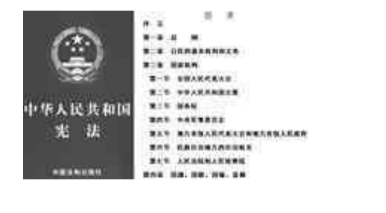 中华人民共和国
宪 法
中国法制出版社
目 录
序 言
第一章 总 纲
第二章 公民的基本权利和义务
第三章 国家机构
第一节 全国人民代表大会
第二节 中华人民共和国主席
第三节 国务院
第四节 中央军事委员会
第五节 地方各级人民代表大会和地方各级人民政府
第六节 民族自治地方的自治机关
第七节 人民法院和人民检察院
第四章 国旗、国歌、国徽、首都